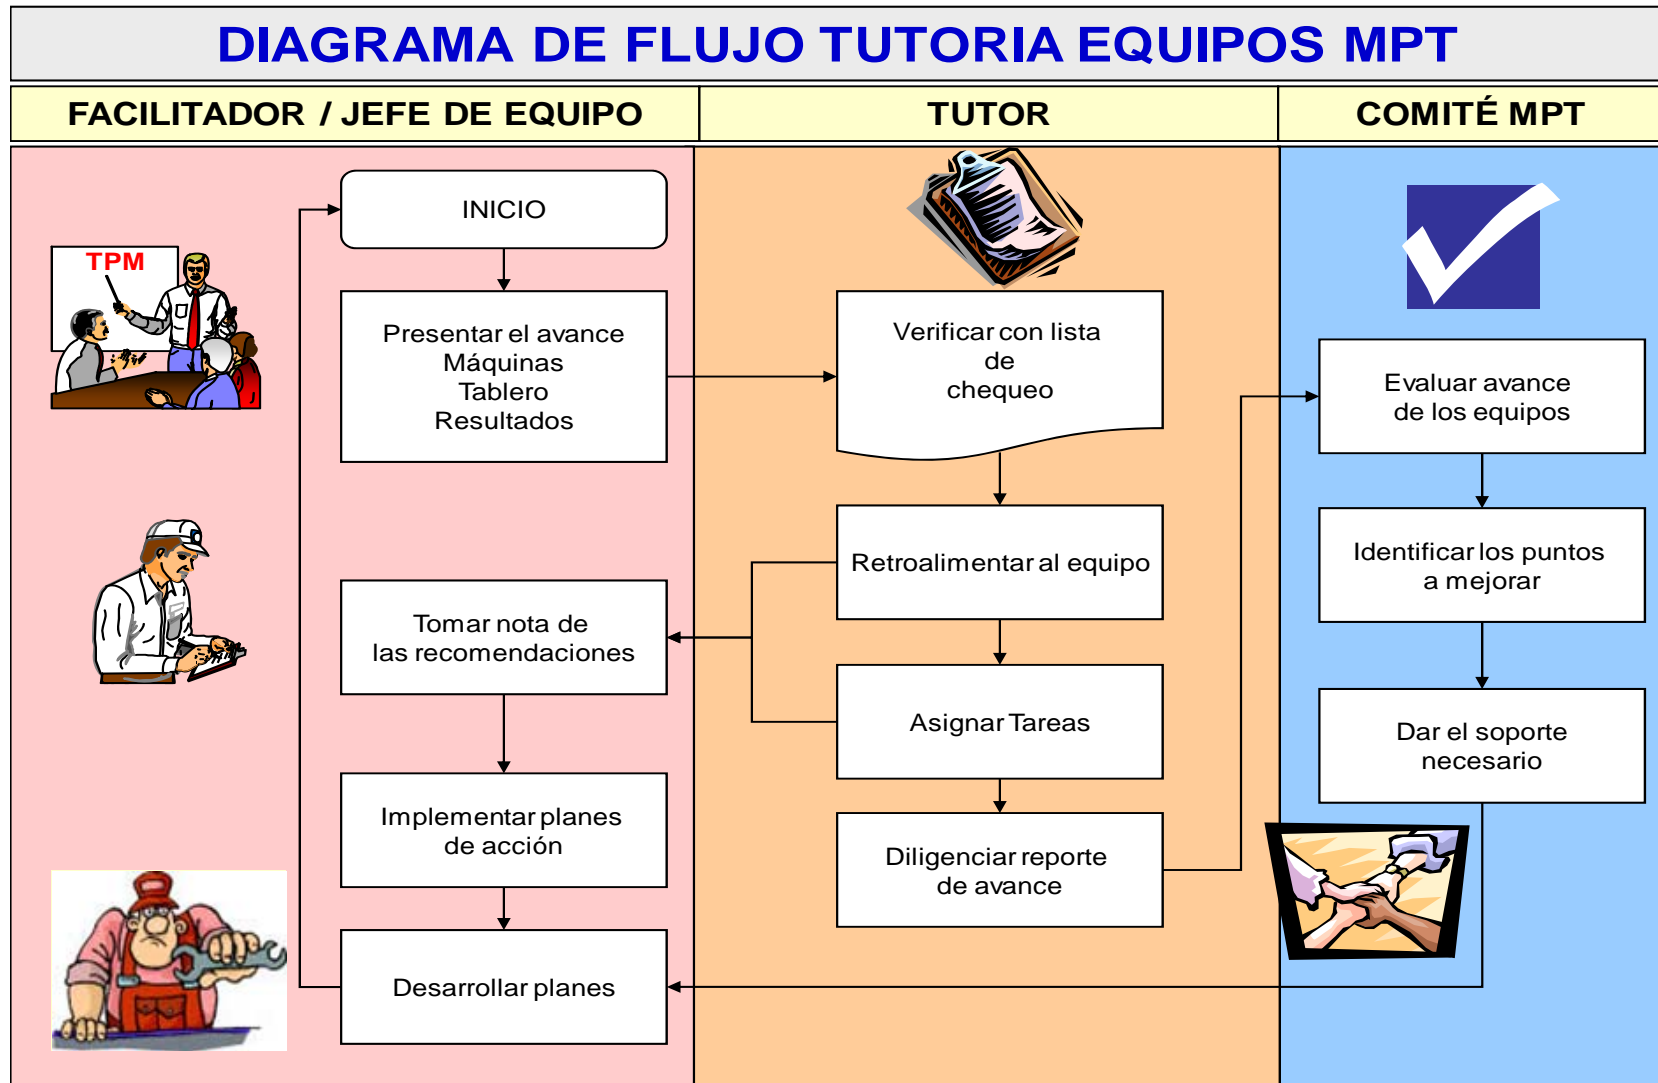 DIAGRAMA DE FLUJO TUTORIA EQUIPOS MPT
FACILITADOR / JEFE DE EQUIPO
TUTOR
COMITÉ MPT
INICIO
TPM
Presentar el avance
Máquinas
Tablero
Resultados
Tomar nota de
las recomendaciones
Implementar planes
de acción
Desarrollar planes
Verificar con lista
de
chequeo
Retroalimentar al equipo
Asignar Tareas
Diligenciar reporte
de avance
Evaluar avance
de los equipos
Identificar los puntos
a mejorar
Dar el soporte
necesario